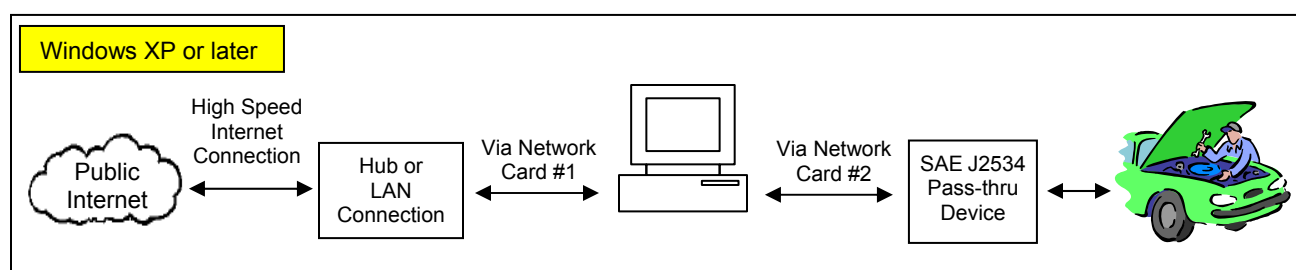 Windows XP or later
High Speed
Internet
Connection
Public
Internet
Hub or
LAN
Connection
Via Network
Card #1
Via Network
Card #2
SAE J2534
Pass-thru
Device